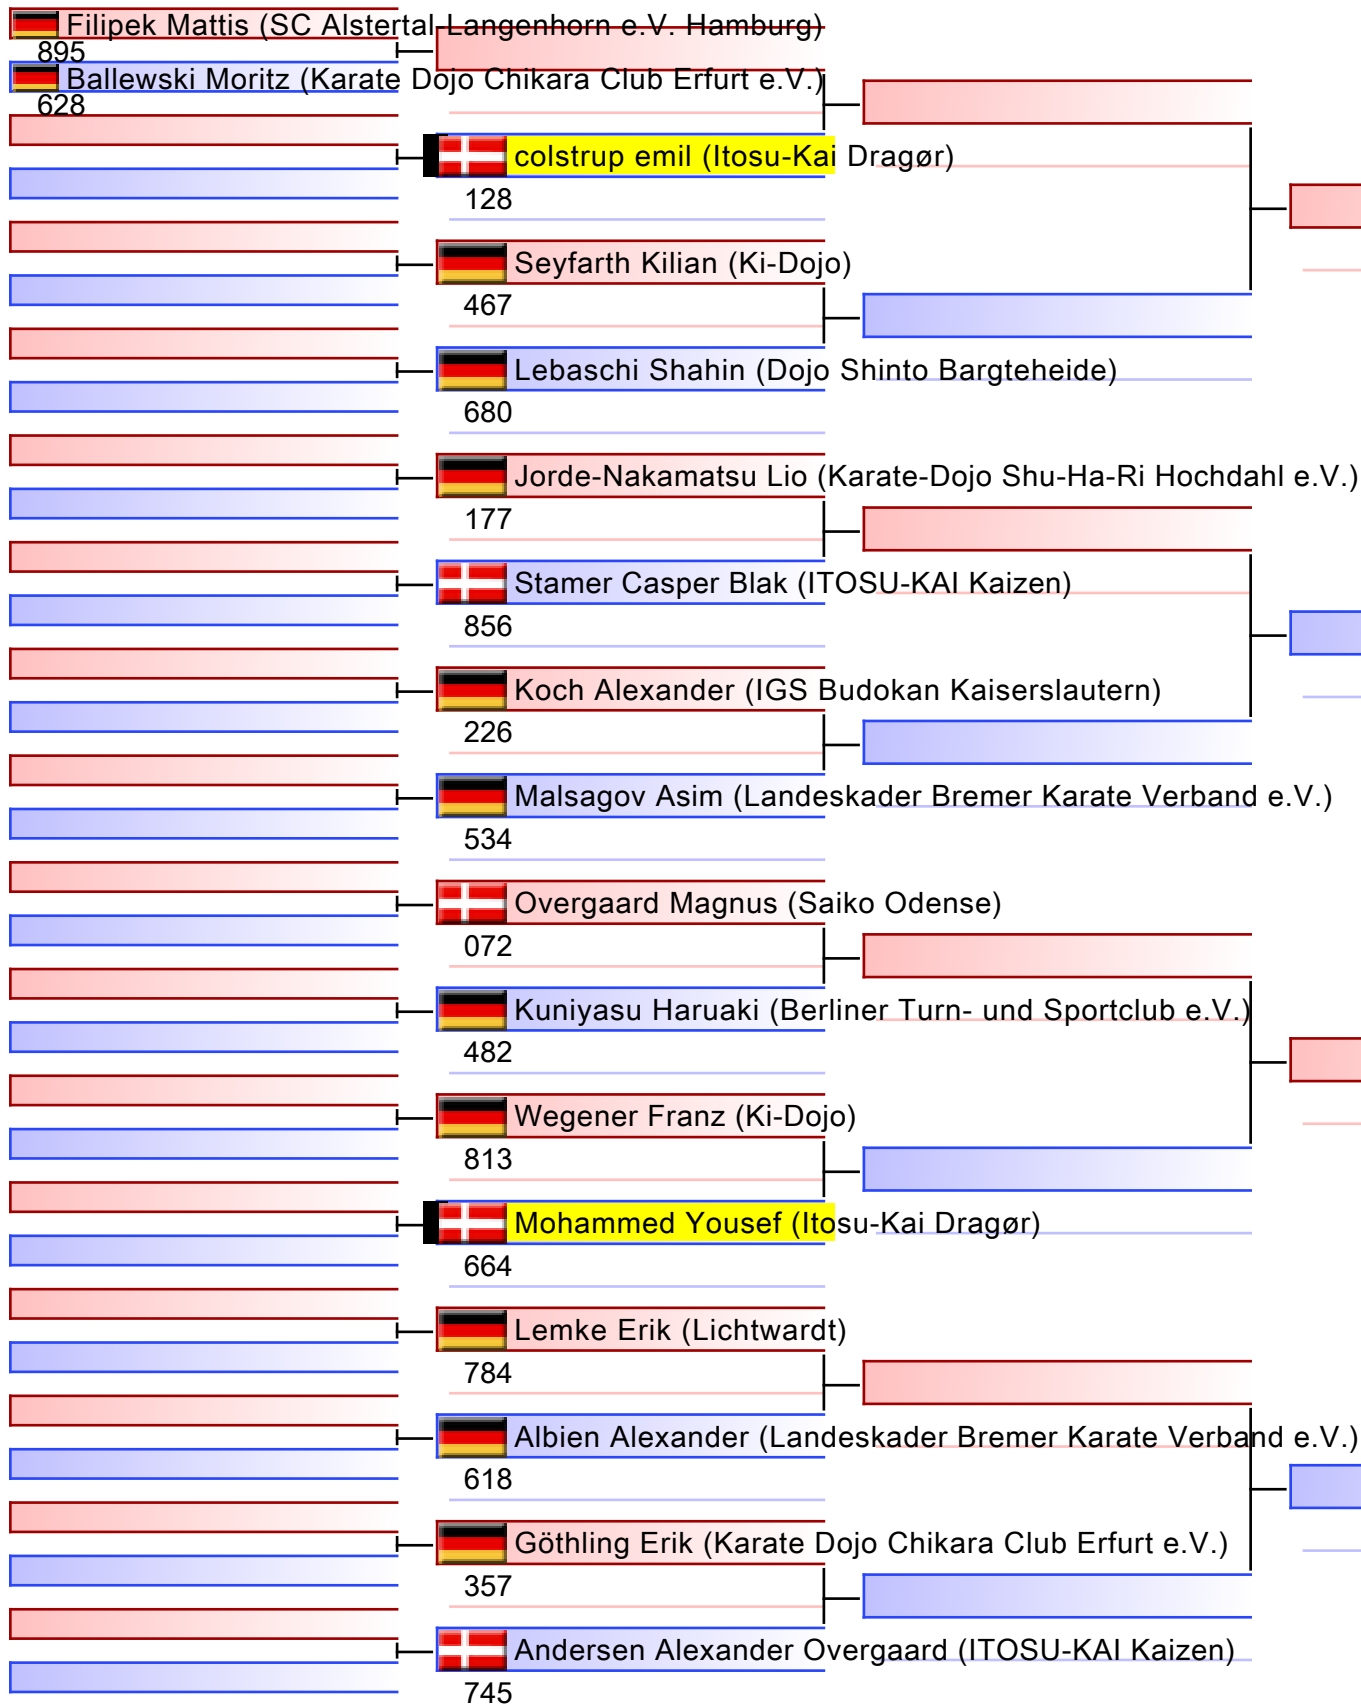 Filipek Mattis (SC Alstertal-Langenhorn e.V. Hamburg)
895
Ballewski Moritz (Karate Dojo Chikara Club Erfurt e.V.)
628
colstrup emil (Itosu-Kai Dragør)
128
Seyfarth Kilian (Ki-Dojo)
467
Lebaschi Shahin (Dojo Shinto Bargteheide)
680
Jorde-Nakamatsu Lio (Karate-Dojo Shu-Ha-Ri Hochdahl e.V.)
177
Stamer Casper Blak (ITOSU-KAI Kaizen)
856
Koch Alexander (IGS Budokan Kaiserslautern)
226
Malsagov Asim (Landeskader Bremer Karate Verband e.V.)
534
Overgaard Magnus (Saiko Odense)
072
Kuniyasu Haruaki (Berliner Turn- und Sportclub e.V.)
482
Wegener Franz (Ki-Dojo)
813
Mohammed Yousef (Itosu-Kai Dragør)
664
Lemke Erik (Lichtwardt)
784
Albien Alexander (Landeskader Bremer Karate Verband e.V.)
618
Göthling Erik (Karate Dojo Chikara Club Erfurt e.V.)
357
Andersen Alexander Overgaard (ITOSU-KAI Kaizen)
745